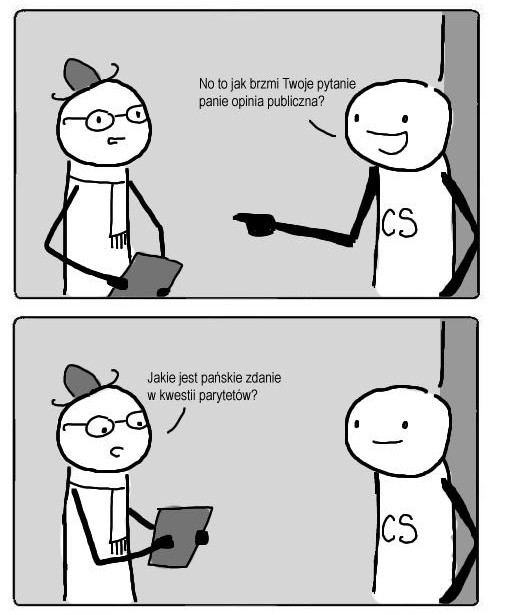 No to jak brzmi Twoje pytanie
panie opinia publiczna?
CS
Jakie jest pańskie zdanie
w kwestii parytetów?
CS